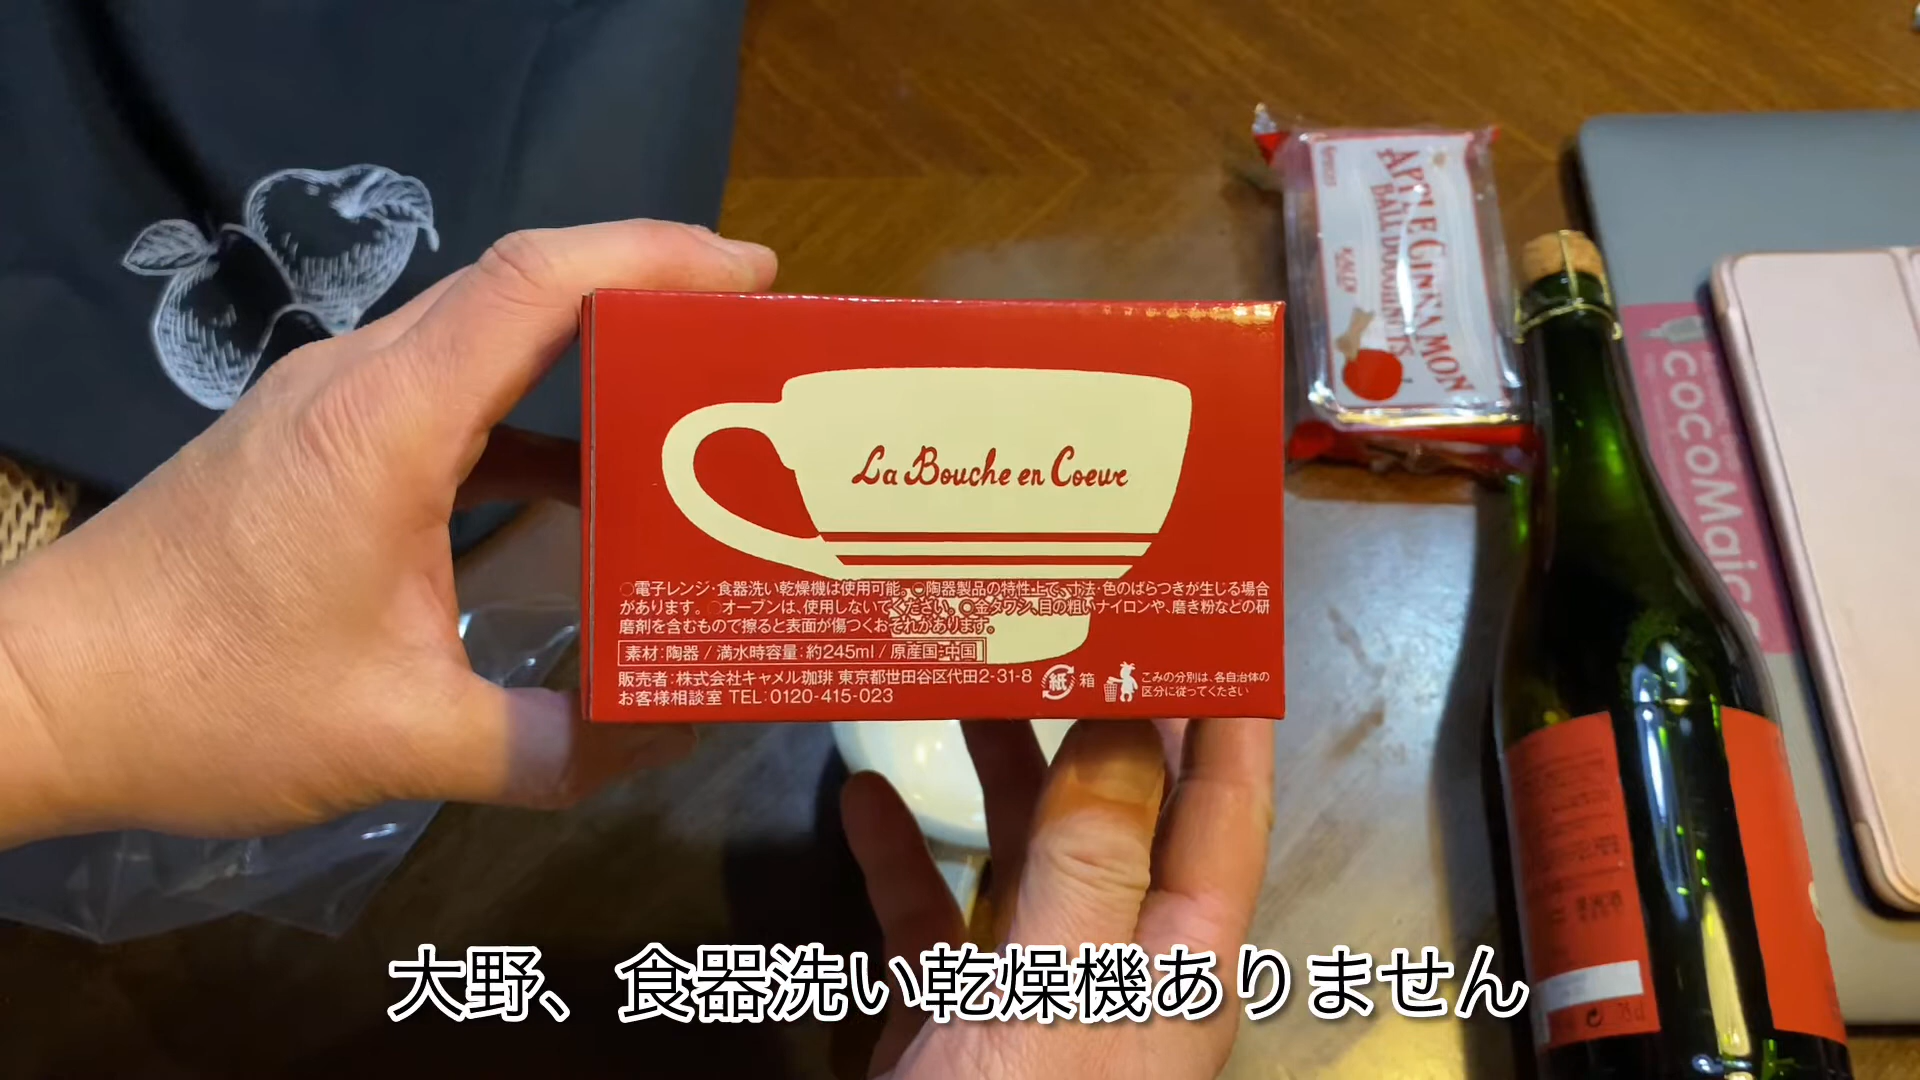 La Bouche en Coeur
○電子レンジ・食器洗い乾燥機は使用可能。○陶器製品の特性上で、寸法・色のばらつきが生じる場合
があります。○オーブンは、使用しないでください。○金タワシ、目の粗いナイロンや、磨き粉などの研
磨剤を含むもので擦ると表面が傷つくおそれがあります。
素材:陶器 / 満水時容量:約245ml / 原産国:中国
販売者:株式会社キャメル珈琲 東京都世田谷区代田2-31-8
お客様相談室 TEL:0120-415-023
紙 箱
ごみの分別は、各自治体の
区分に従ってください
APPLE CINNAMON
BALL DOUGHNUTS
KALDI
cocoMaic
大野、食器洗い乾燥機ありません